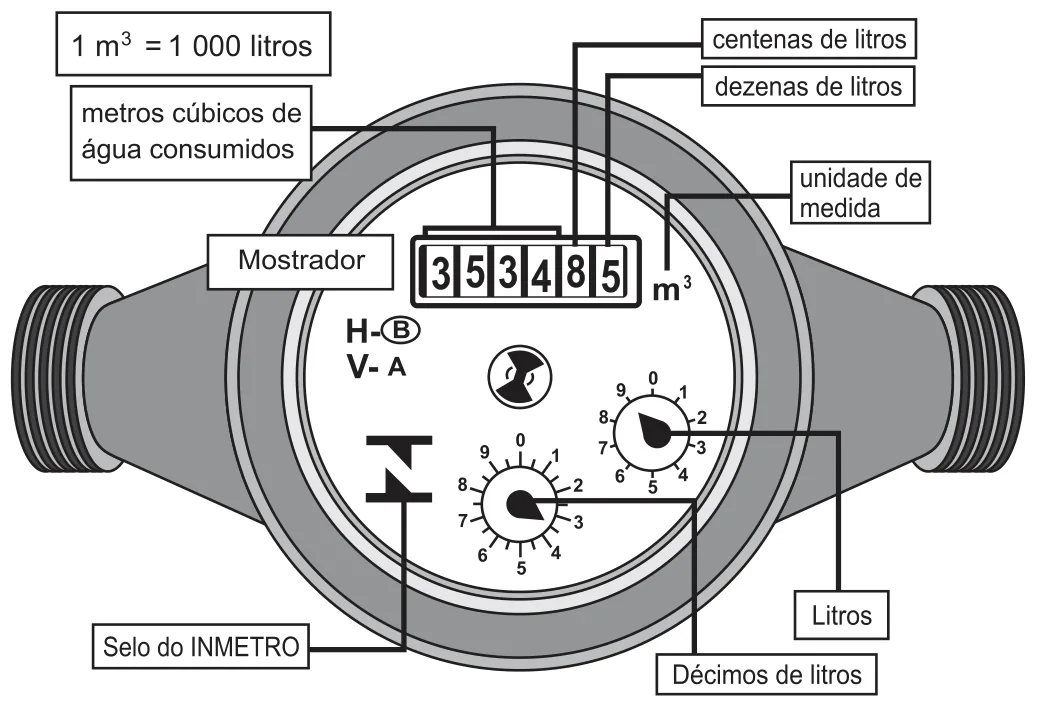 1 m³ = 1 000 litros
centenas de litros
dezenas de litros
metros cúbicos de
água consumidos
unidade de
medida
Mostrador
3 5 3 4 8 5 m³
H-B
V- A
0 1 2 3 4 5 6 7 8 9
0 1 2 3 4 5 6 7 8 9
Litros
Selo do INMETRO
Décimos de litros